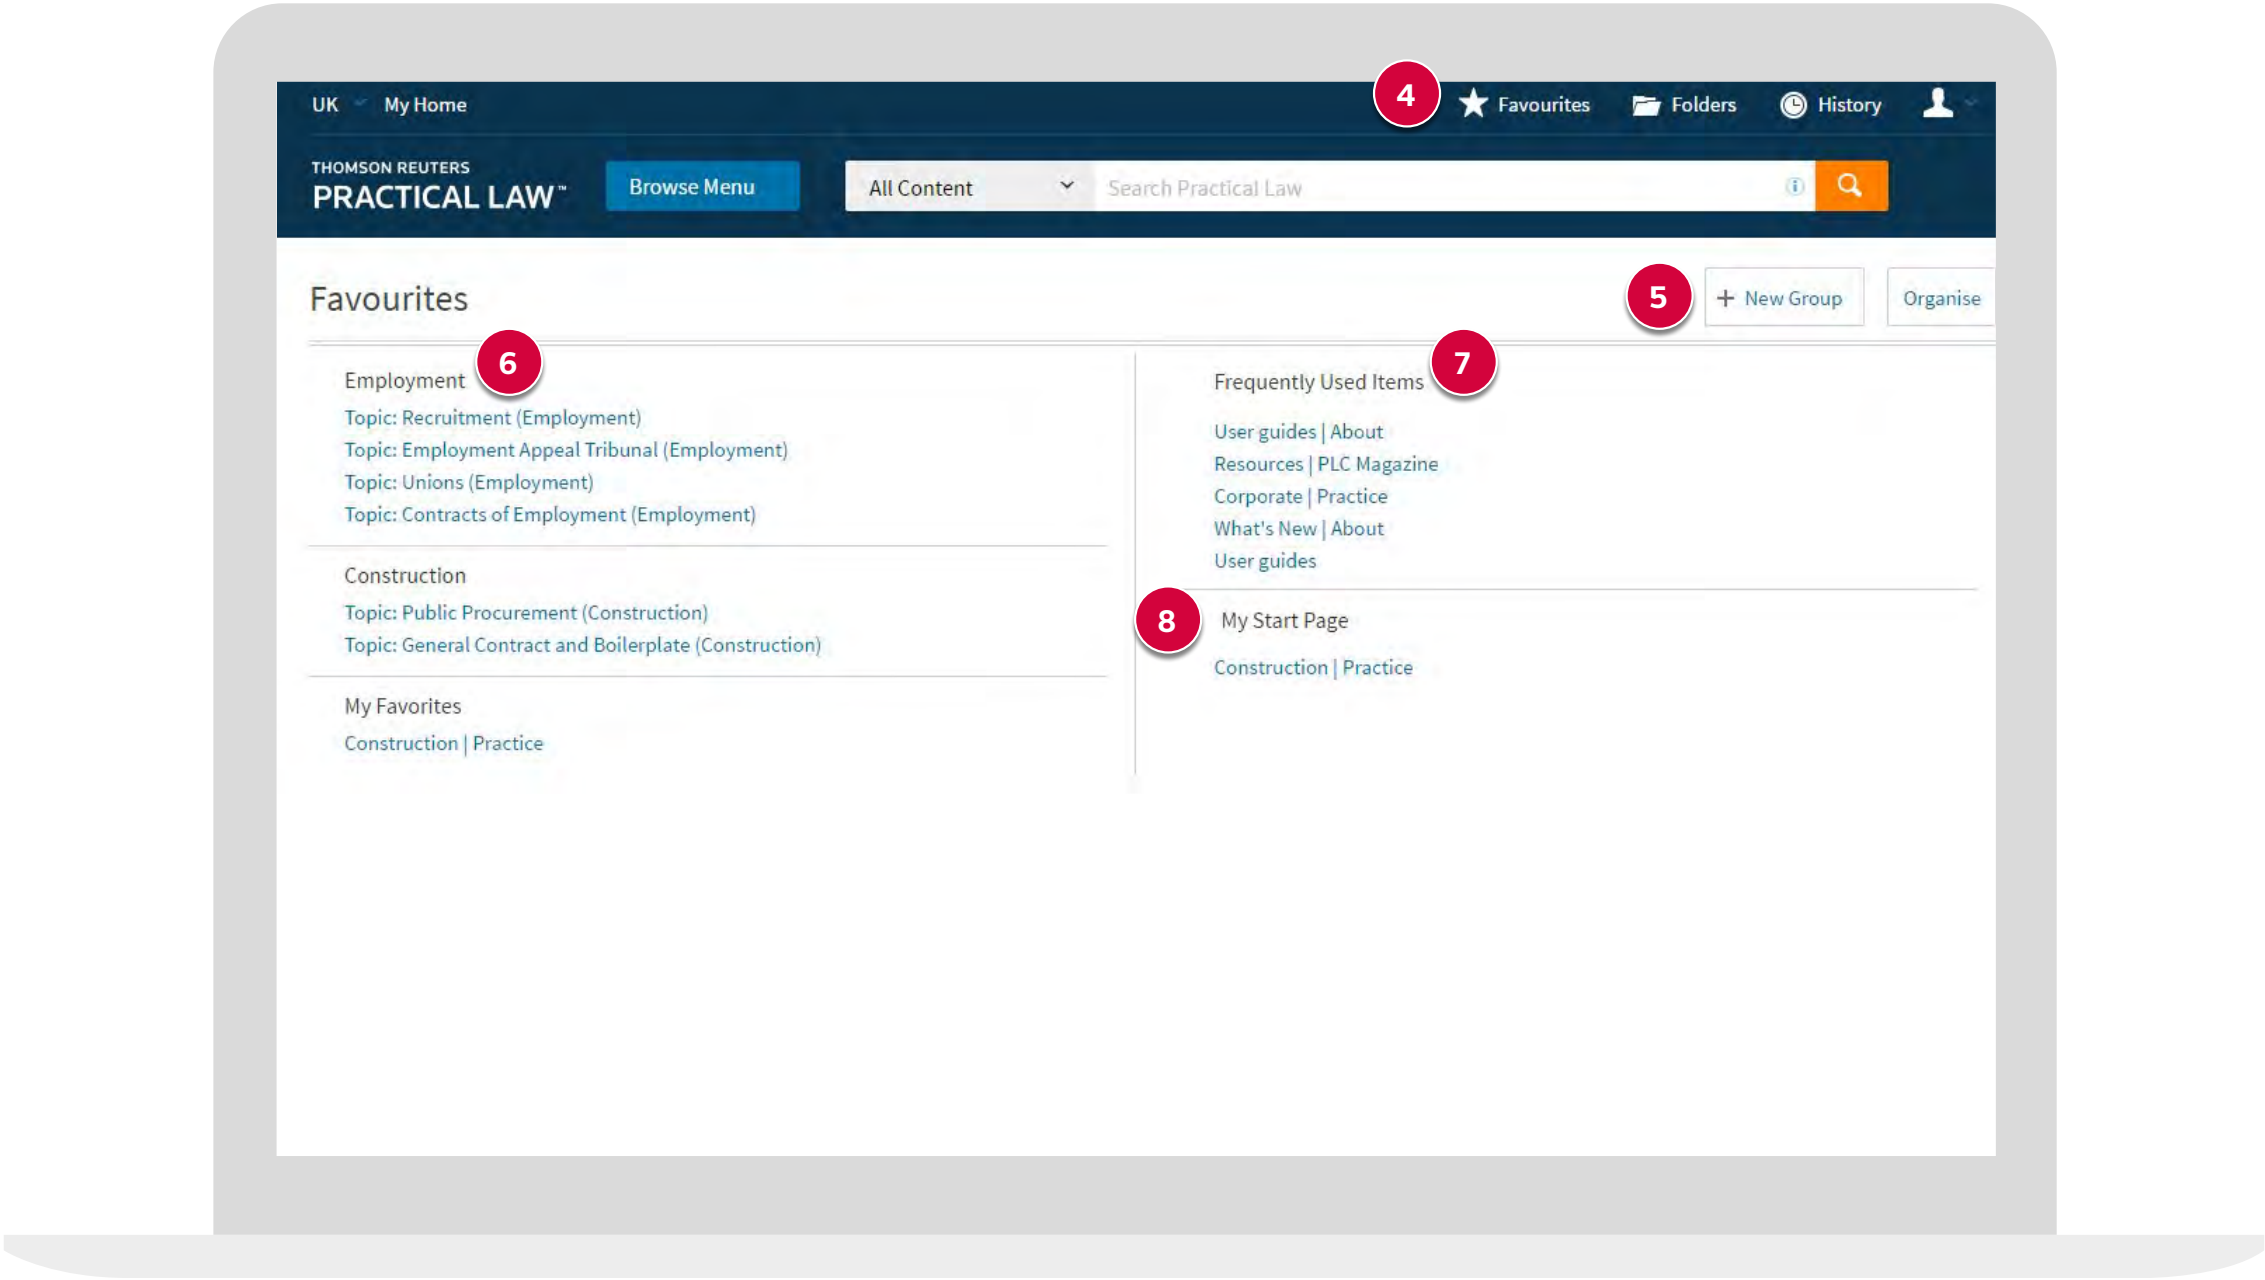 UK My Home 4 Favourites Folders History
THOMSON REUTERS
PRACTICAL LAW™ Browse Menu All Content Search Practical Law
Favourites 5 + New Group Organise
Employment 6
Topic: Recruitment (Employment)
Topic: Employment Appeal Tribunal (Employment)
Topic: Unions (Employment)
Topic: Contracts of Employment (Employment)
Construction
Topic: Public Procurement (Construction)
Topic: General Contract and Boilerplate (Construction)
My Favorites
Construction | Practice
Frequently Used Items 7
User guides | About
Resources | PLC Magazine
Corporate | Practice
What's New | About
User guides
8 My Start Page
Construction | Practice